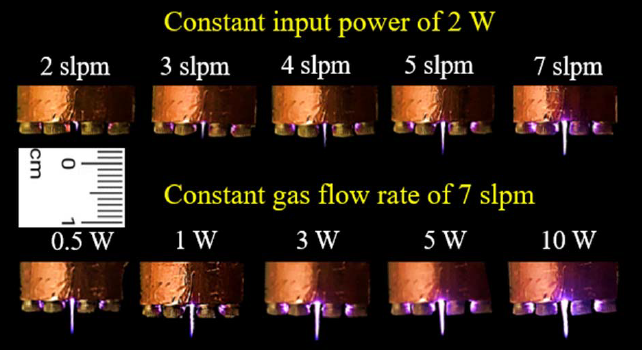 Constant input power of 2 W
2 slpm 3 slpm 4 slpm 5 slpm 7 slpm
cm 0 1
Constant gas flow rate of 7 slpm
0.5 W 1 W 3 W 5 W 10 W